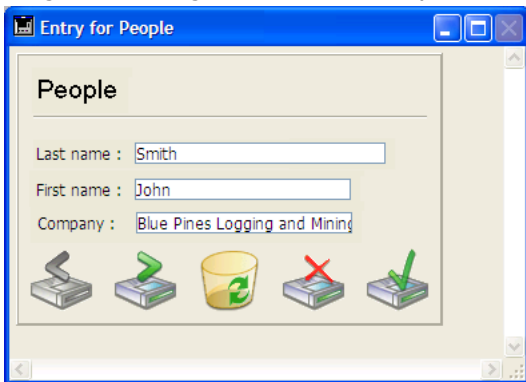 Entry for People
People
Last name : Smith
First name : John
Company : Blue Pines Logging and Mining